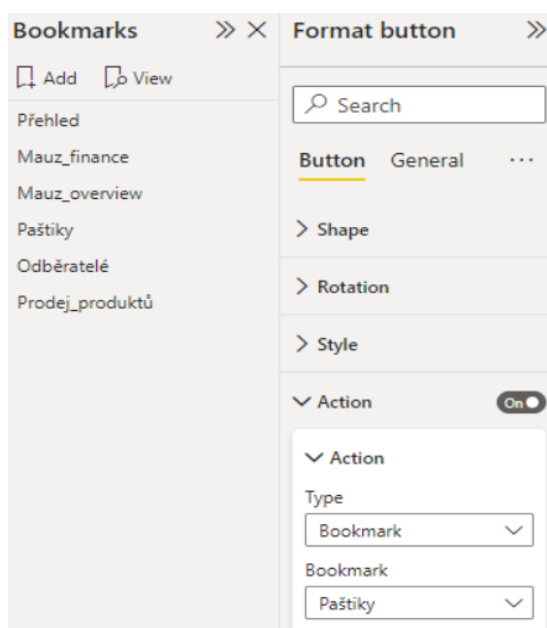 Bookmarks
Add View
Přehled
Mauz_finance
Mauz_overview
Paštiky
Odběratelé
Prodej_produktů
Format button
Search
Button General ...
Shape
Rotation
Style
Action On
Action
Type
Bookmark
Bookmark
Paštiky